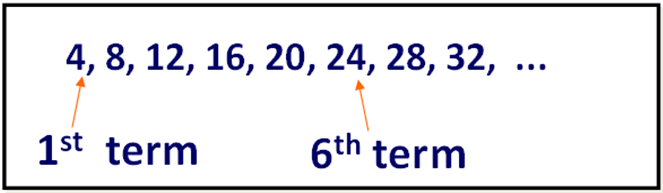 4, 8, 12, 16, 20, 24, 28, 32, ...
1st term 6th term